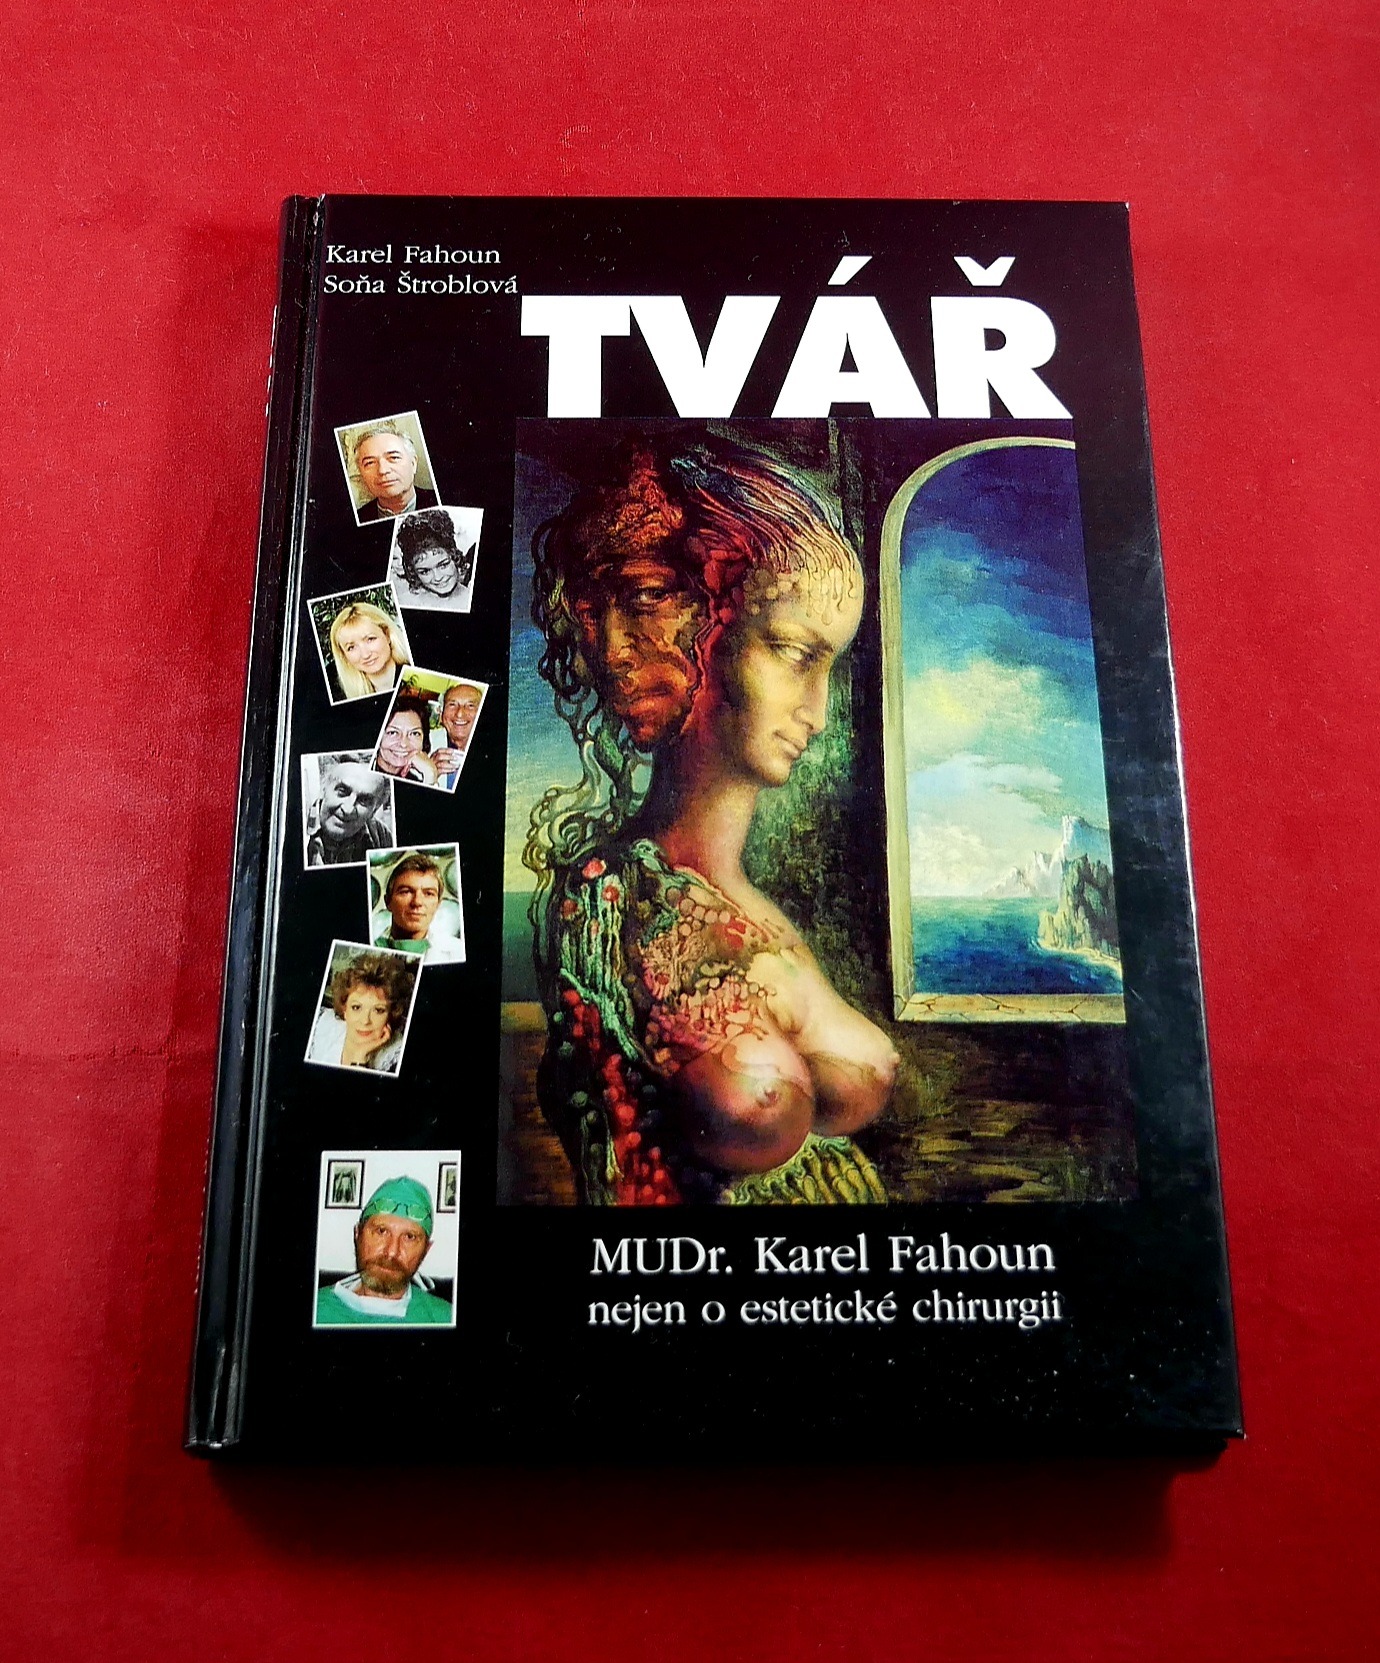 Karel Fahoun
Soňa Štroblová
TVÁŘ
MUDr. Karel Fahoun
nejen o estetické chirurgii